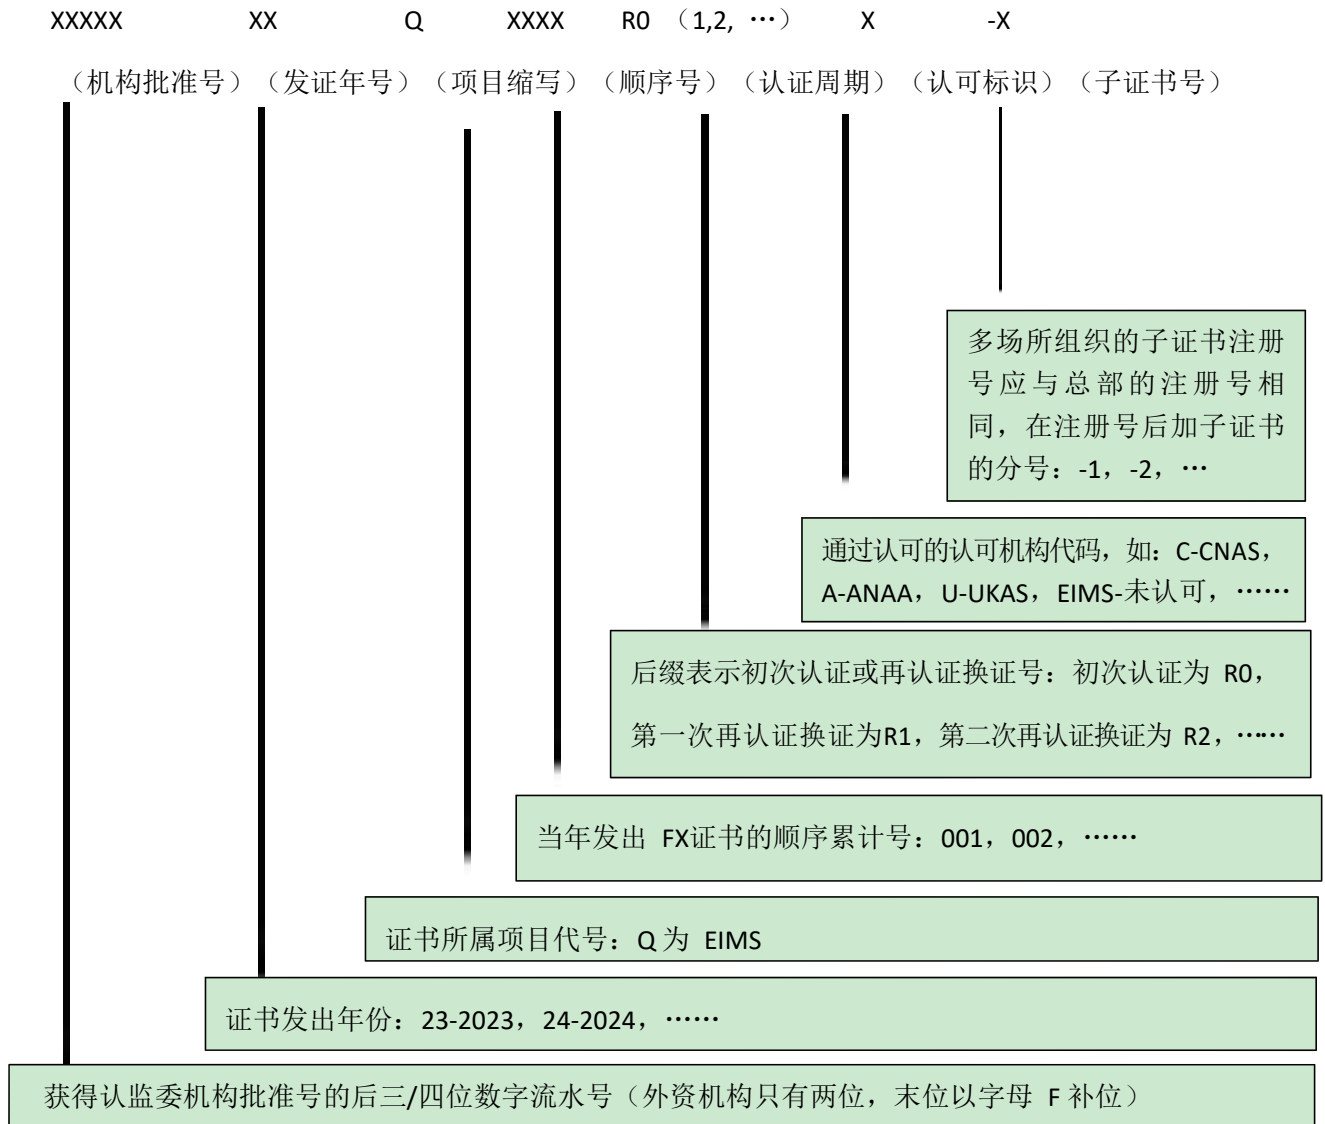 XXXXX XX Q XXXX R0 （1,2, …） X -X
（机构批准号）（发证年号）（项目缩写）（顺序号）（认证周期）（认可标识）（子证书号）
多场所组织的子证书注册
号应与总部的注册号相
同，在注册号后加子证书
的分号：-1，-2，…
通过认可的认可机构代码，如：C-CNAS，
A-ANAA，U-UKAS，EIMS-未认可，……
后缀表示初次认证或再认证换证号：初次认证为 R0，
第一次再认证换证为R1，第二次再认证换证为 R2，……
当年发出 FX证书的顺序累计号：001，002，……
证书所属项目代号：Q 为 EIMS
证书发出年份：23-2023，24-2024，……
获得认监委机构批准号的后三/四位数字流水号（外资机构只有两位，末位以字母 F 补位）